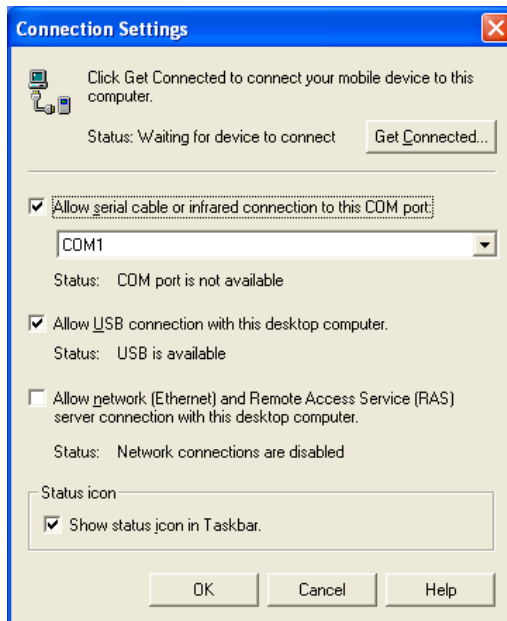 Connection Settings
Click Get Connected to connect your mobile device to this
computer.
Status: Waiting for device to connect
Get Connected...
Allow serial cable or infrared connection to this COM port:
COM1
Status: COM port is not available
Allow USB connection with this desktop computer.
Status: USB is available
Allow network (Ethernet) and Remote Access Service (RAS)
server connection with this desktop computer.
Status: Network connections are disabled
Status icon
Show status icon in Taskbar.
OK
Cancel
Help